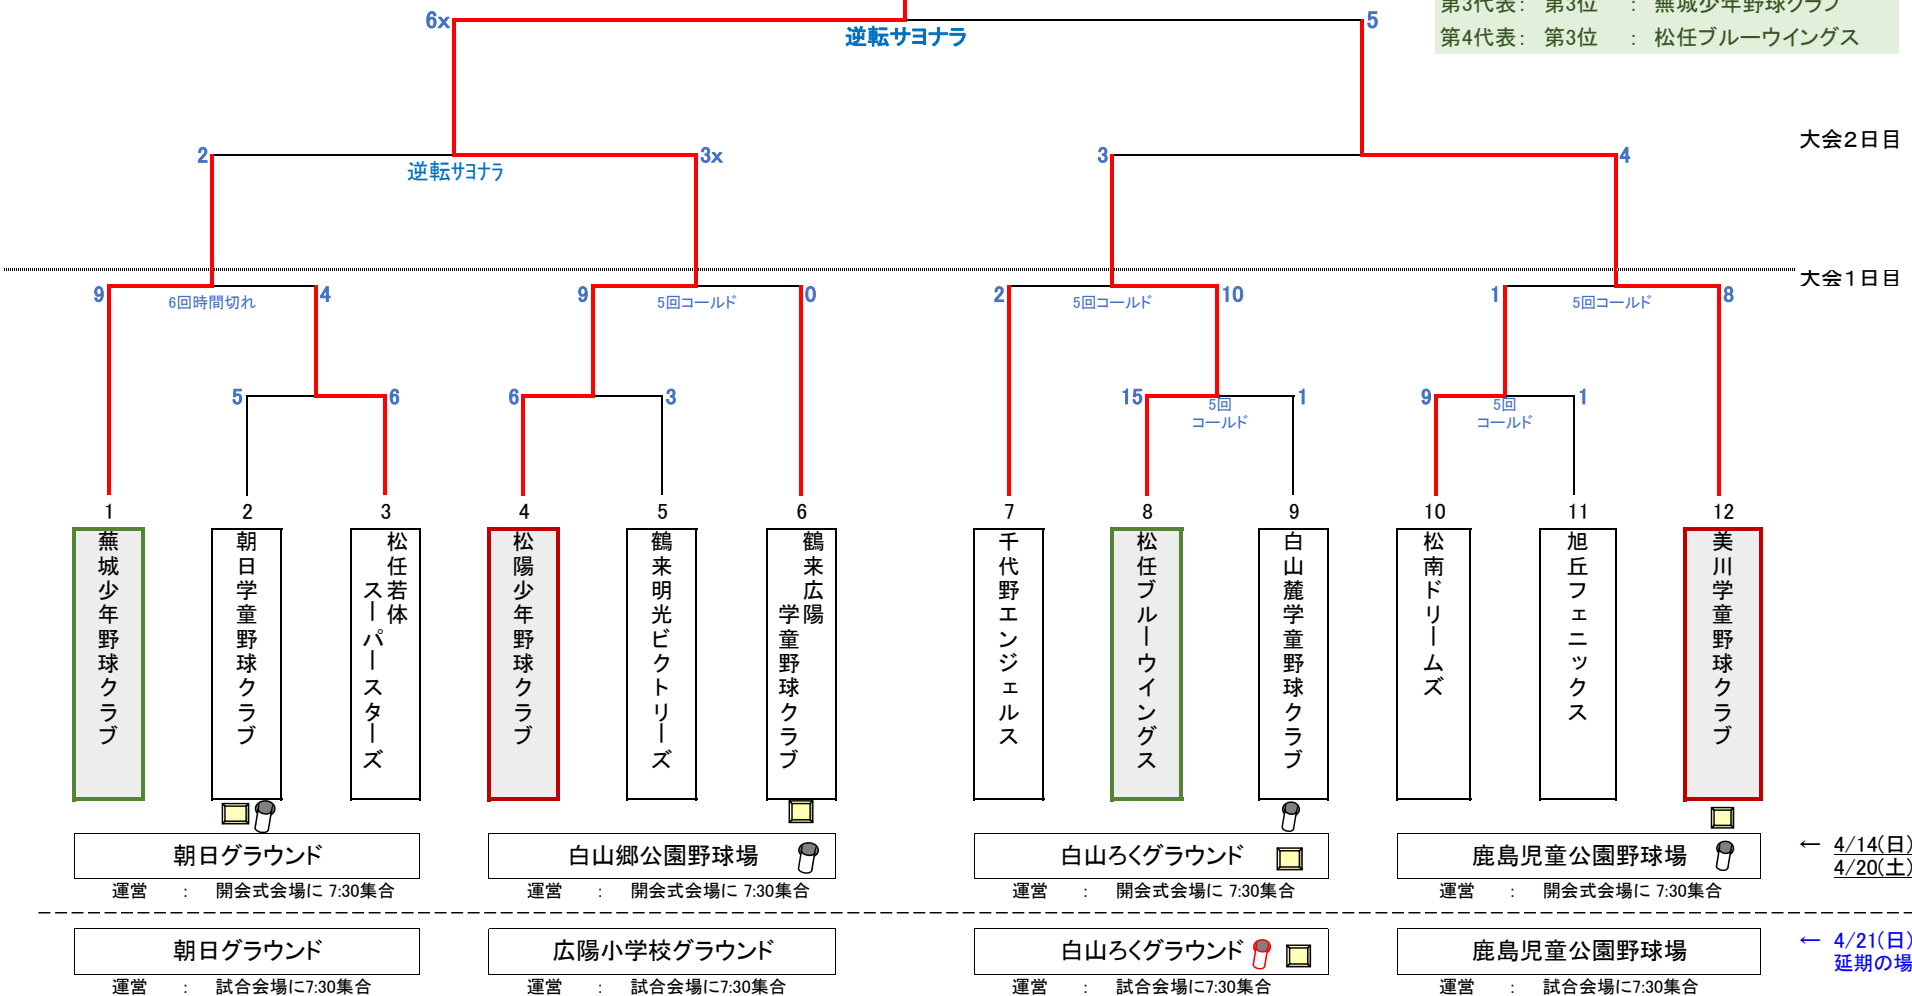 第3代表： 第3位 ： 蕪城少年野球クラブ
第4代表： 第3位 ： 松任ブルーウイングス
6x 逆転サヨナラ 5
大会2日目
2 逆転サヨナラ 3x 3 4
大会1日目
9 6回時間切れ 4 9 5回コールド 0 2 5回コールド 10 1 5回コールド 8
5 6 6 3 15 5回 1 9 5回 1
コールド コールド
1 2 3 4 5 6 7 8 9 10 11 12
蕪城少年野球クラブ
朝日学童野球クラブ
松任若体
スーパースターズ
松陽少年野球クラブ
鶴来明光ビクトリーズ
鶴来広陽
学童野球クラブ
千代野エンジェルス
松任ブルーウイングス
白山麓学童野球クラブ
松南ドリームズ
旭丘フェニックス
美川学童野球クラブ
朝日グラウンド 白山郷公園野球場 白山ろくグラウンド 鹿島児童公園野球場 ← 4/14(日)
4/20(土)
運営 ： 開会式会場に 7:30集合 運営 ： 開会式会場に 7:30集合 運営 ： 開会式会場に 7:30集合 運営 ： 開会式会場に 7:30集合
朝日グラウンド 広陽小学校グラウンド 白山ろくグラウンド 鹿島児童公園野球場 ← 4/21(日)
延期の場
運営 ： 試合会場に7:30集合 運営 ： 試合会場に7:30集合 運営 ： 試合会場に7:30集合 運営 ： 試合会場に7:30集合